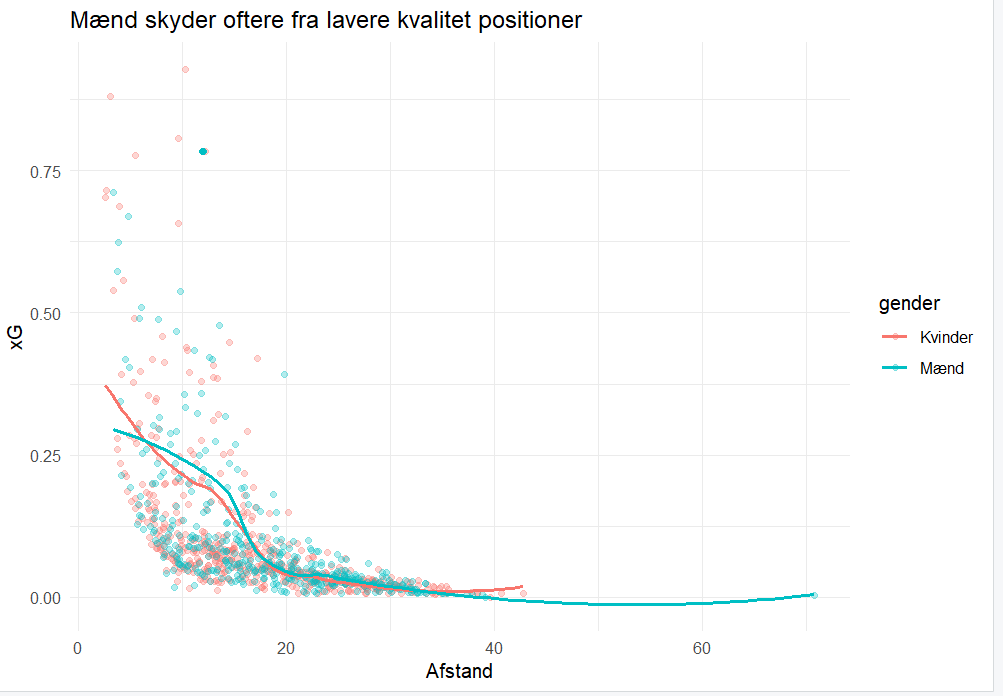 Mænd skyder oftere fra lavere kvalitet positioner
xG
0.75
0.50
0.25
0.00
0
20
40
60
Afstand
gender
Kvinder
Mænd